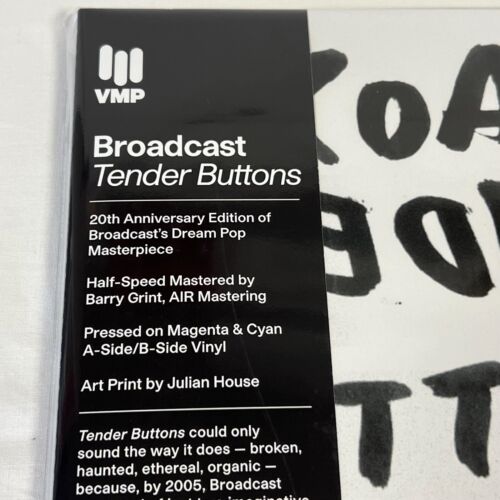 VMP
Broadcast
Tender Buttons
20th Anniversary Edition of
Broadcast's Dream Pop
Masterpiece
Half-Speed Mastered by
Barry Grint, AIR Mastering
Pressed on Magenta & Cyan
A-Side/B-Side Vinyl
Art Print by Julian House
Tender Buttons could only
sound the way it does — broken,
haunted, ethereal, organic —
because, by 2005, Broadcast